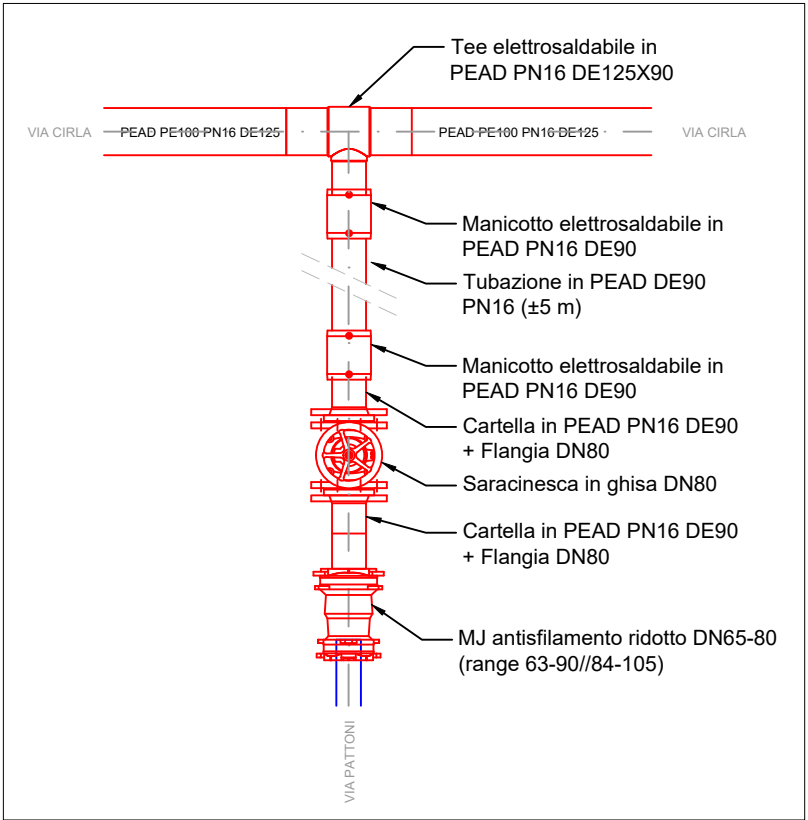 Tee elettrosaldabile in
PEAD PN16 DE125X90
VIA CIRLA
PEAD PE100 PN16 DE125
PEAD PE100 PN16 DE125
VIA CIRLA
Manicotto elettrosaldabile in
PEAD PN16 DE90
Tubazione in PEAD DE90
PN16 (±5 m)
Manicotto elettrosaldabile in
PEAD PN16 DE90
Cartella in PEAD PN16 DE90
+ Flangia DN80
Saracinesca in ghisa DN80
Cartella in PEAD PN16 DE90
+ Flangia DN80
MJ antisfilamento ridotto DN65-80
(range 63-90//84-105)
VIA PATTONI